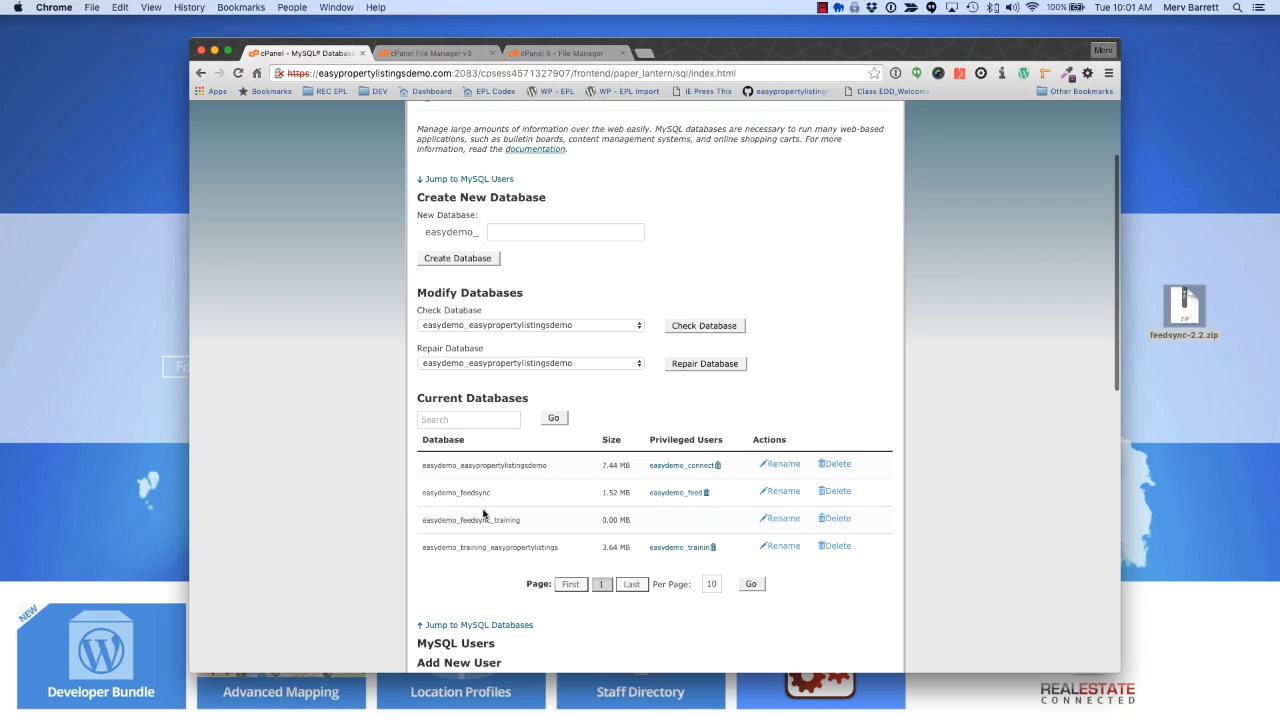 Chrome File Edit View History Bookmarks People Window Help 100% Tue 10:01 AM Merv Barrett
cPanel - MySQL® Databas cPanel File Manager v3 cPanel X - File Manager Merv
https://easypropertylistingsdemo.com:2083/cpsess4571327907/frontend/paper_lantern/sql/index.html
Apps Bookmarks REC EPL DEV Dashboard EPL Codex WP - EPL WP - EPL Import IE Press This easypropertylisting Class EDD_Welcome Other Bookmarks
Manage large amounts of information over the web easily. MySQL databases are necessary to run many web-based
applications, such as bulletin boards, content management systems, and online shopping carts. For more
information, read the documentation.
Jump to MySQL Users
Create New Database
New Database:
easydemo_
Create Database
Modify Databases
Check Database
easydemo_easypropertylistingsdemo Check Database
Repair Database
easydemo_easypropertylistingsdemo Repair Database
Current Databases
Search Go
Database Size Privileged Users Actions
easydemo_easypropertylistingsdemo 7.44 MB easydemo_connect Rename Delete
easydemo_feedsync 1.52 MB easydemo_feed Rename Delete
easydemo_feedsync_training 0.00 MB Rename Delete
easydemo_training_easypropertylistings 3.64 MB easydemo_trainin Rename Delete
Page: First 1 Last Per Page: 10 Go
Jump to MySQL Databases
MySQL Users
Add New User
ZIP
feedsync-2.2.zip
Fo
NEW
Developer Bundle
Advanced Mapping
Location Profiles
Staff Directory
REALESTATE
CONNECTED